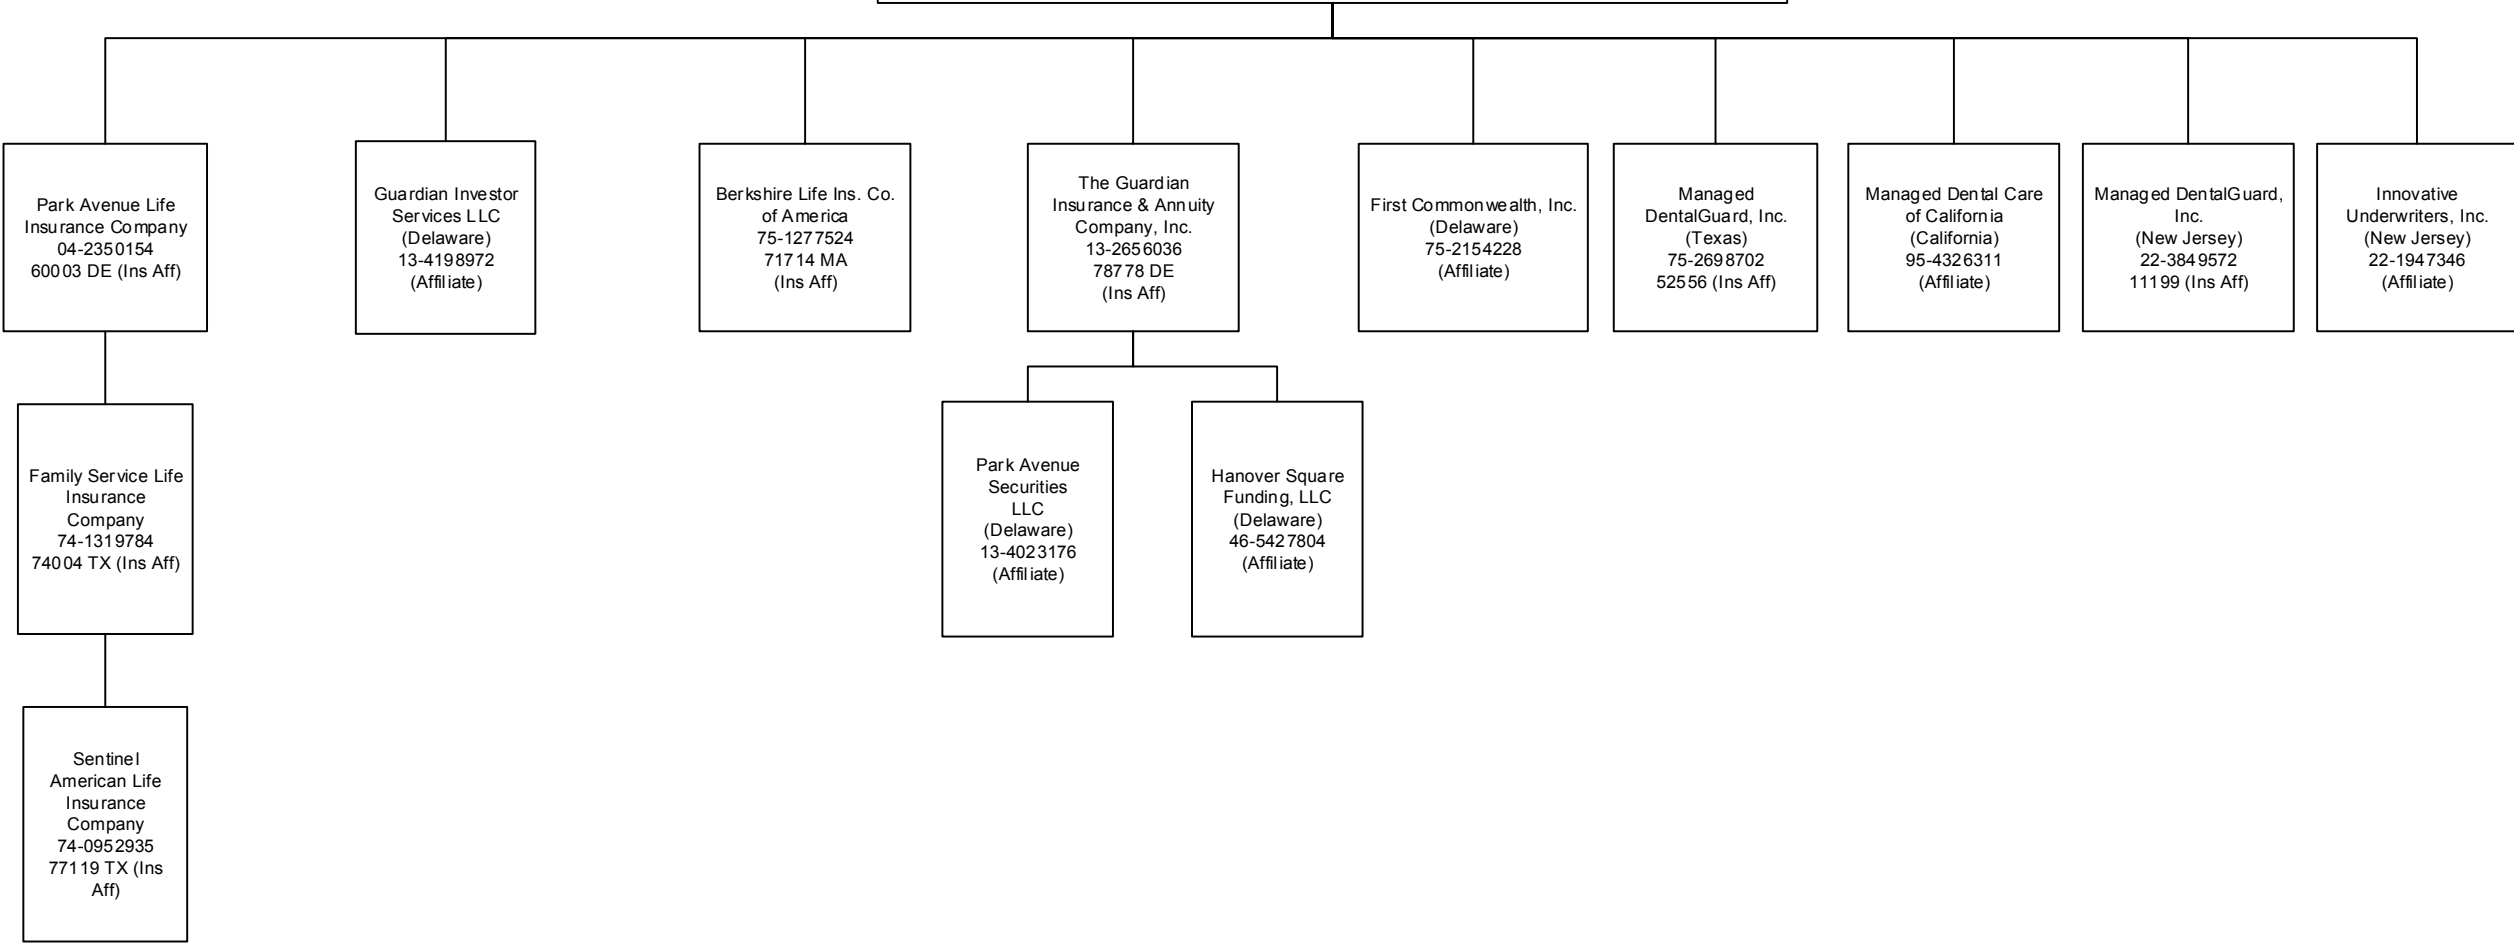 Park Avenue Life
Insurance Company
04-2350154
60003 DE (Ins Aff)
Guardian Investor
Services LLC
(Delaware)
13-4198972
(Affiliate)
Berkshire Life Ins. Co.
of America
75-1277524
71714 MA
(Ins Aff)
The Guardian
Insurance & Annuity
Company, Inc.
13-2656036
78778 DE
(Ins Aff)
First Commonwealth, Inc.
(Delaware)
75-2154228
(Affiliate)
Managed
DentalGuard, Inc.
(Texas)
75-2698702
52556 (Ins Aff)
Managed Dental Care
of California
(California)
95-4326311
(Affiliate)
Managed DentalGuard,
Inc.
(New Jersey)
22-3849572
11199 (Ins Aff)
Innovative
Underwriters, Inc.
(New Jersey)
22-1947346
(Affiliate)
Family Service Life
Insurance
Company
74-1319784
74004 TX (Ins Aff)
Park Avenue
Securities
LLC
(Delaware)
13-4023176
(Affiliate)
Hanover Square
Funding, LLC
(Delaware)
46-5427804
(Affiliate)
Sentinel
American Life
Insurance
Company
74-0952935
77119 TX (Ins
Aff)